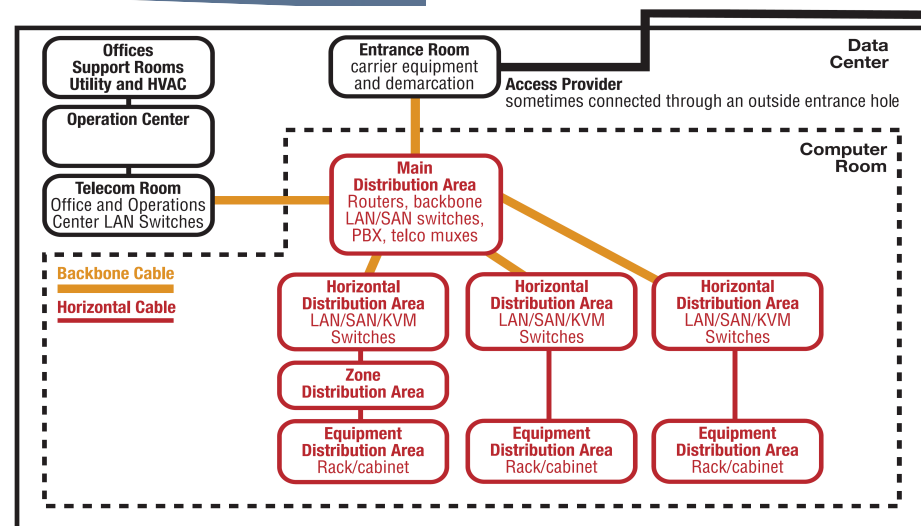 Offices
Support Rooms
Utility and HVAC
Operation Center
Telecom Room
Office and Operations
Center LAN Switches
Entrance Room
carrier equipment
and demarcation
Access Provider
sometimes connected through an outside entrance hole
Data
Center
Computer
Room
Main
Distribution Area
Routers, backbone
LAN/SAN switches,
PBX, telco muxes
Backbone Cable
Horizontal Cable
Horizontal
Distribution Area
LAN/SAN/KVM
Switches
Zone
Distribution Area
Equipment
Distribution Area
Rack/cabinet
Horizontal
Distribution Area
LAN/SAN/KVM
Switches
Equipment
Distribution Area
Rack/cabinet
Horizontal
Distribution Area
LAN/SAN/KVM
Switches
Equipment
Distribution Area
Rack/cabinet